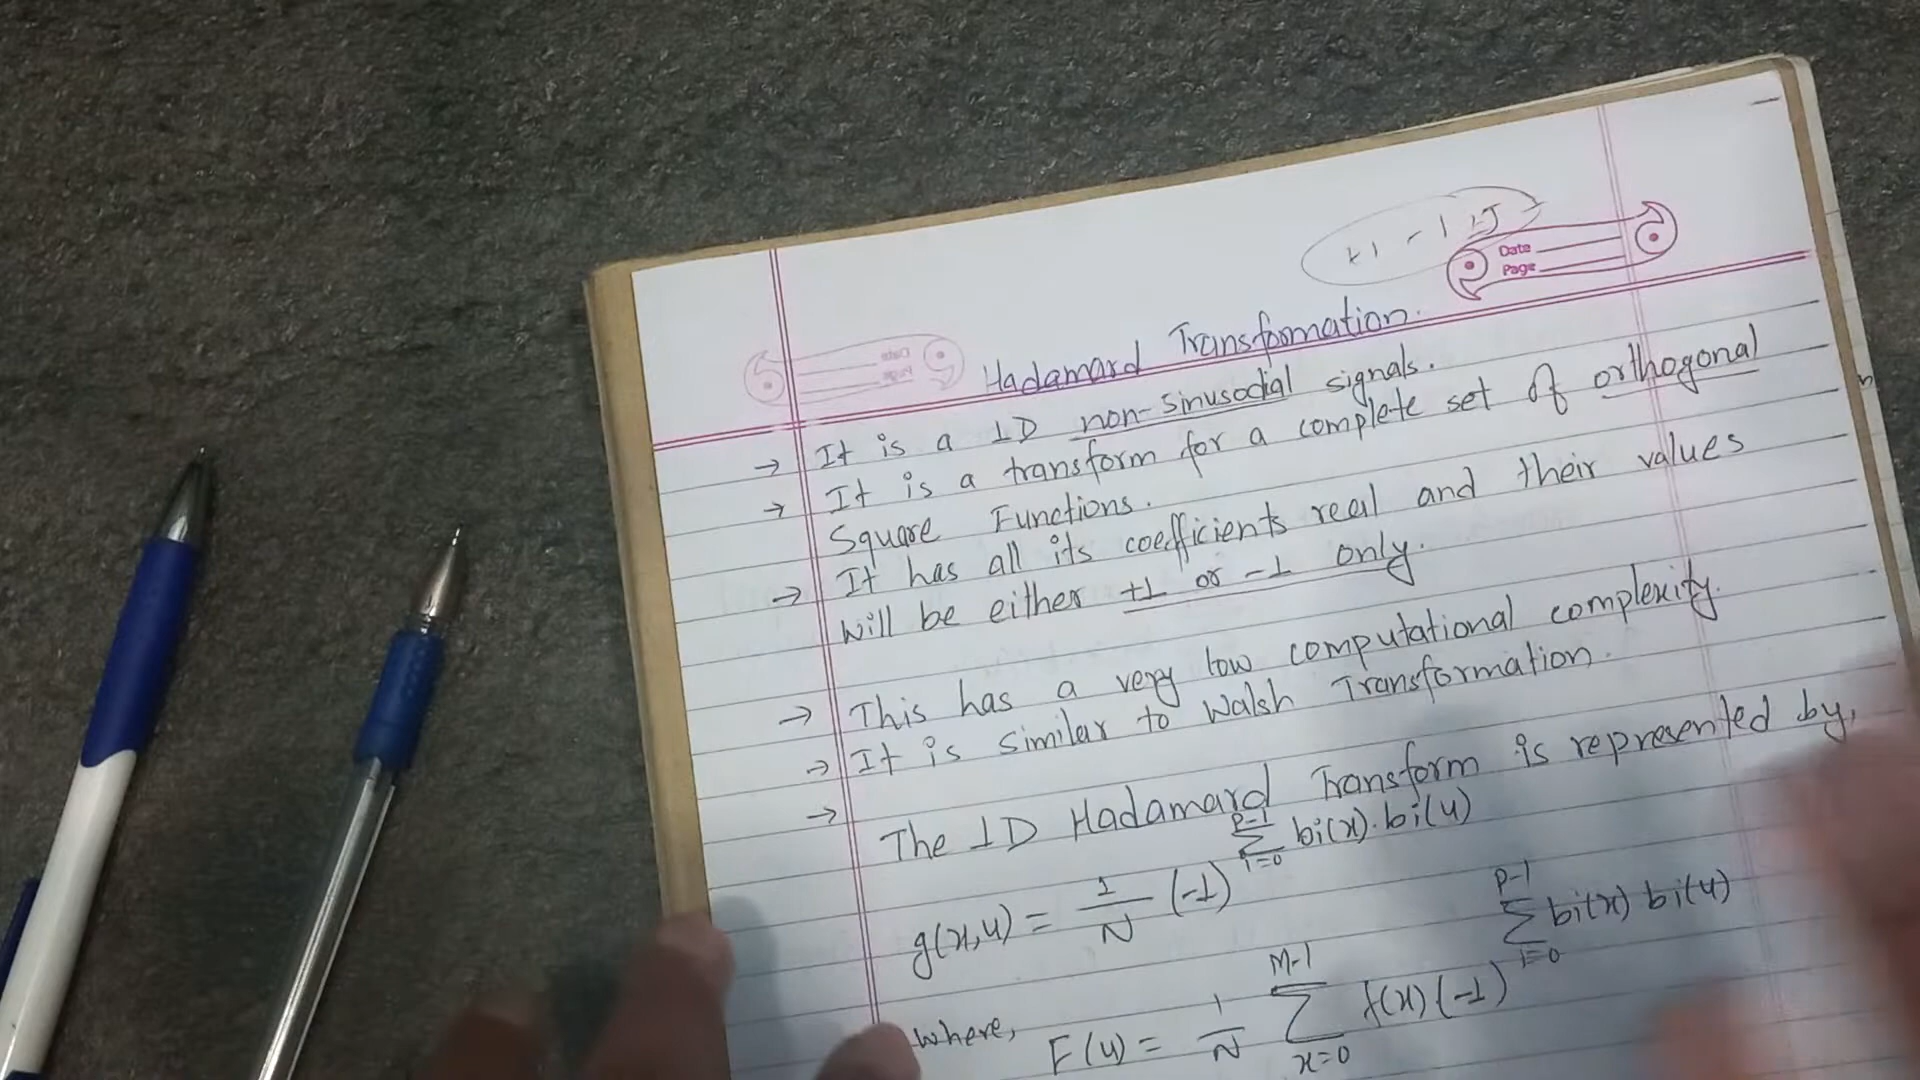 +1 -1
Date
Page
Hadamard Transformation.
→ It is a 1D non-sinusodial signals.
→ It is a transform for a complete set of orthogonal
Square Functions.
→ It has all its coefficients real and their values
will be either +1 or -1 only.
→ This has a very low computational complexity.
→ It is similar to Walsh Transformation.
→
The 1D Hadamard Transform is represented by,
g(x,u) = 1/N (-1)^{∑_{i=0}^{P-1} bi(x).bi(u)}
where,
F(u) = 1/N ∑_{x=0}^{M-1} f(x) (-1)^{∑_{i=0}^{P-1} bi(x) bi(u)}